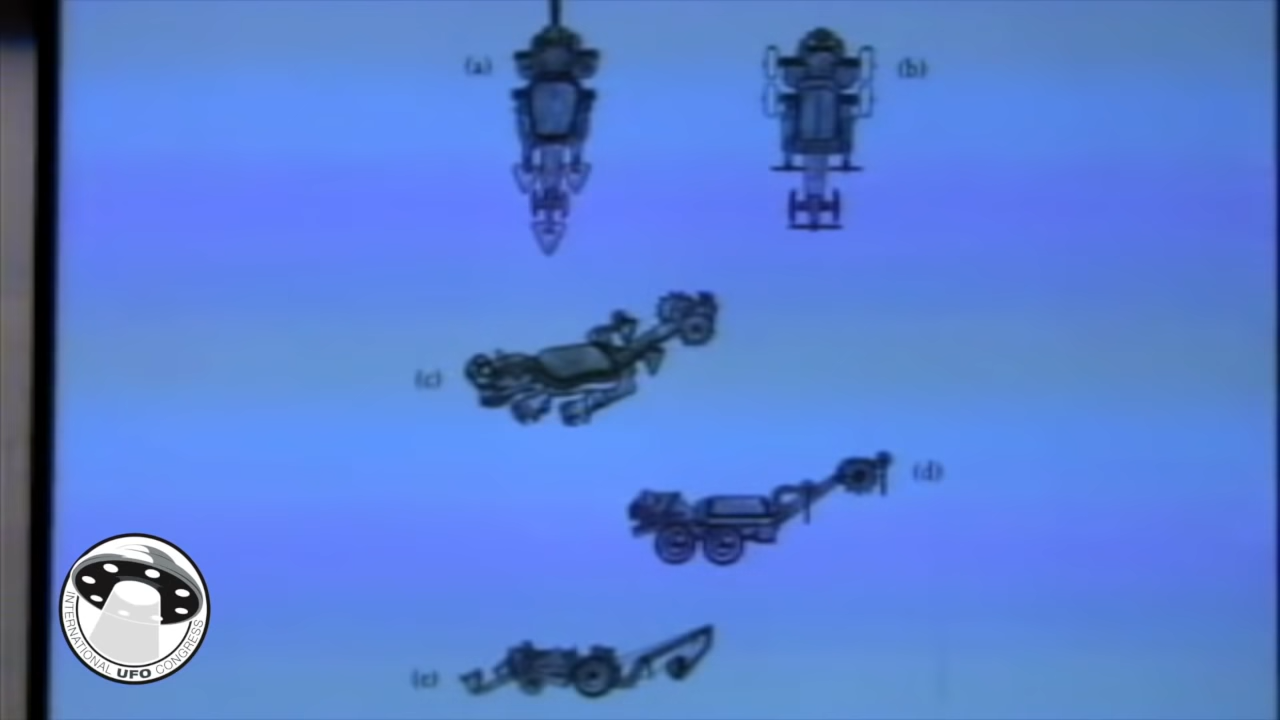 (a)
(b)
(c)
(d)
(e)
INTERNATIONAL UFO CONGRESS